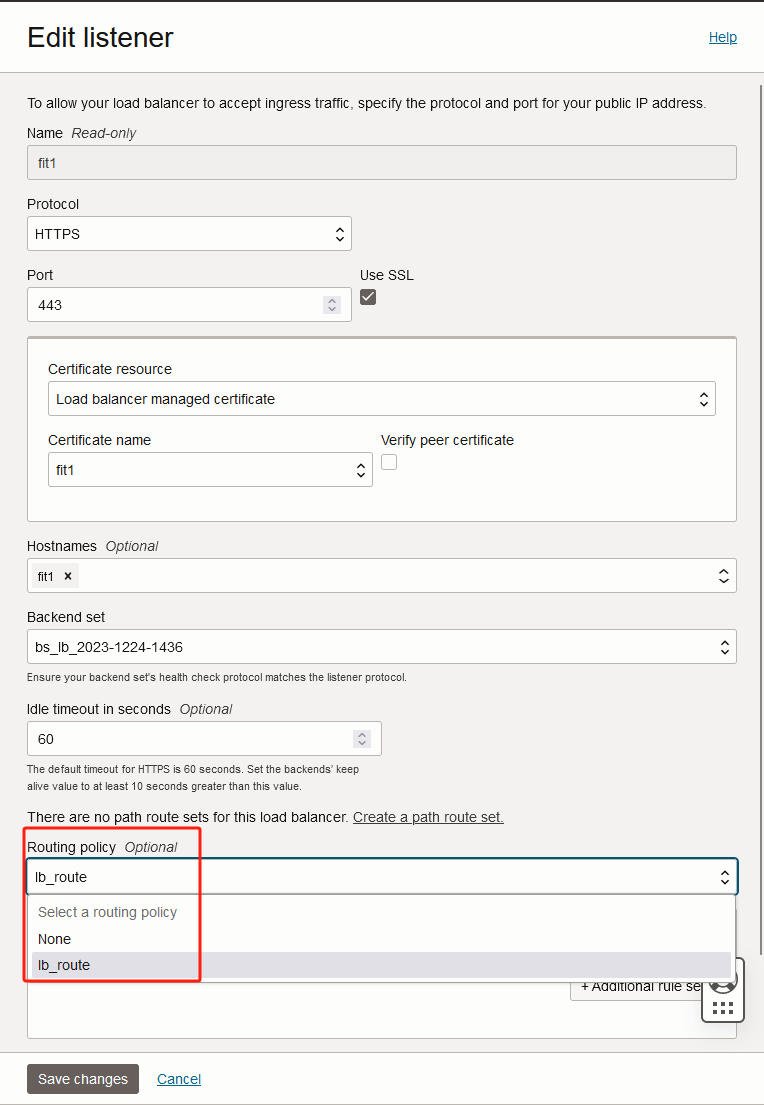 Edit listener
Help
To allow your load balancer to accept ingress traffic, specify the protocol and port for your public IP address.
Name Read-only
fit1
Protocol
HTTPS
Port
Use SSL
443
Certificate resource
Load balancer managed certificate
Certificate name
Verify peer certificate
fit1
Hostnames Optional
fit1 ×
Backend set
bs_lb_2023-1224-1436
Ensure your backend set's health check protocol matches the listener protocol.
Idle timeout in seconds Optional
60
The default timeout for HTTPS is 60 seconds. Set the backends' keep
alive value to at least 10 seconds greater than this value.
There are no path route sets for this load balancer. Create a path route set.
Routing policy Optional
lb_route
Select a routing policy
None
lb_route
+ Additional rule se
Save changes
Cancel